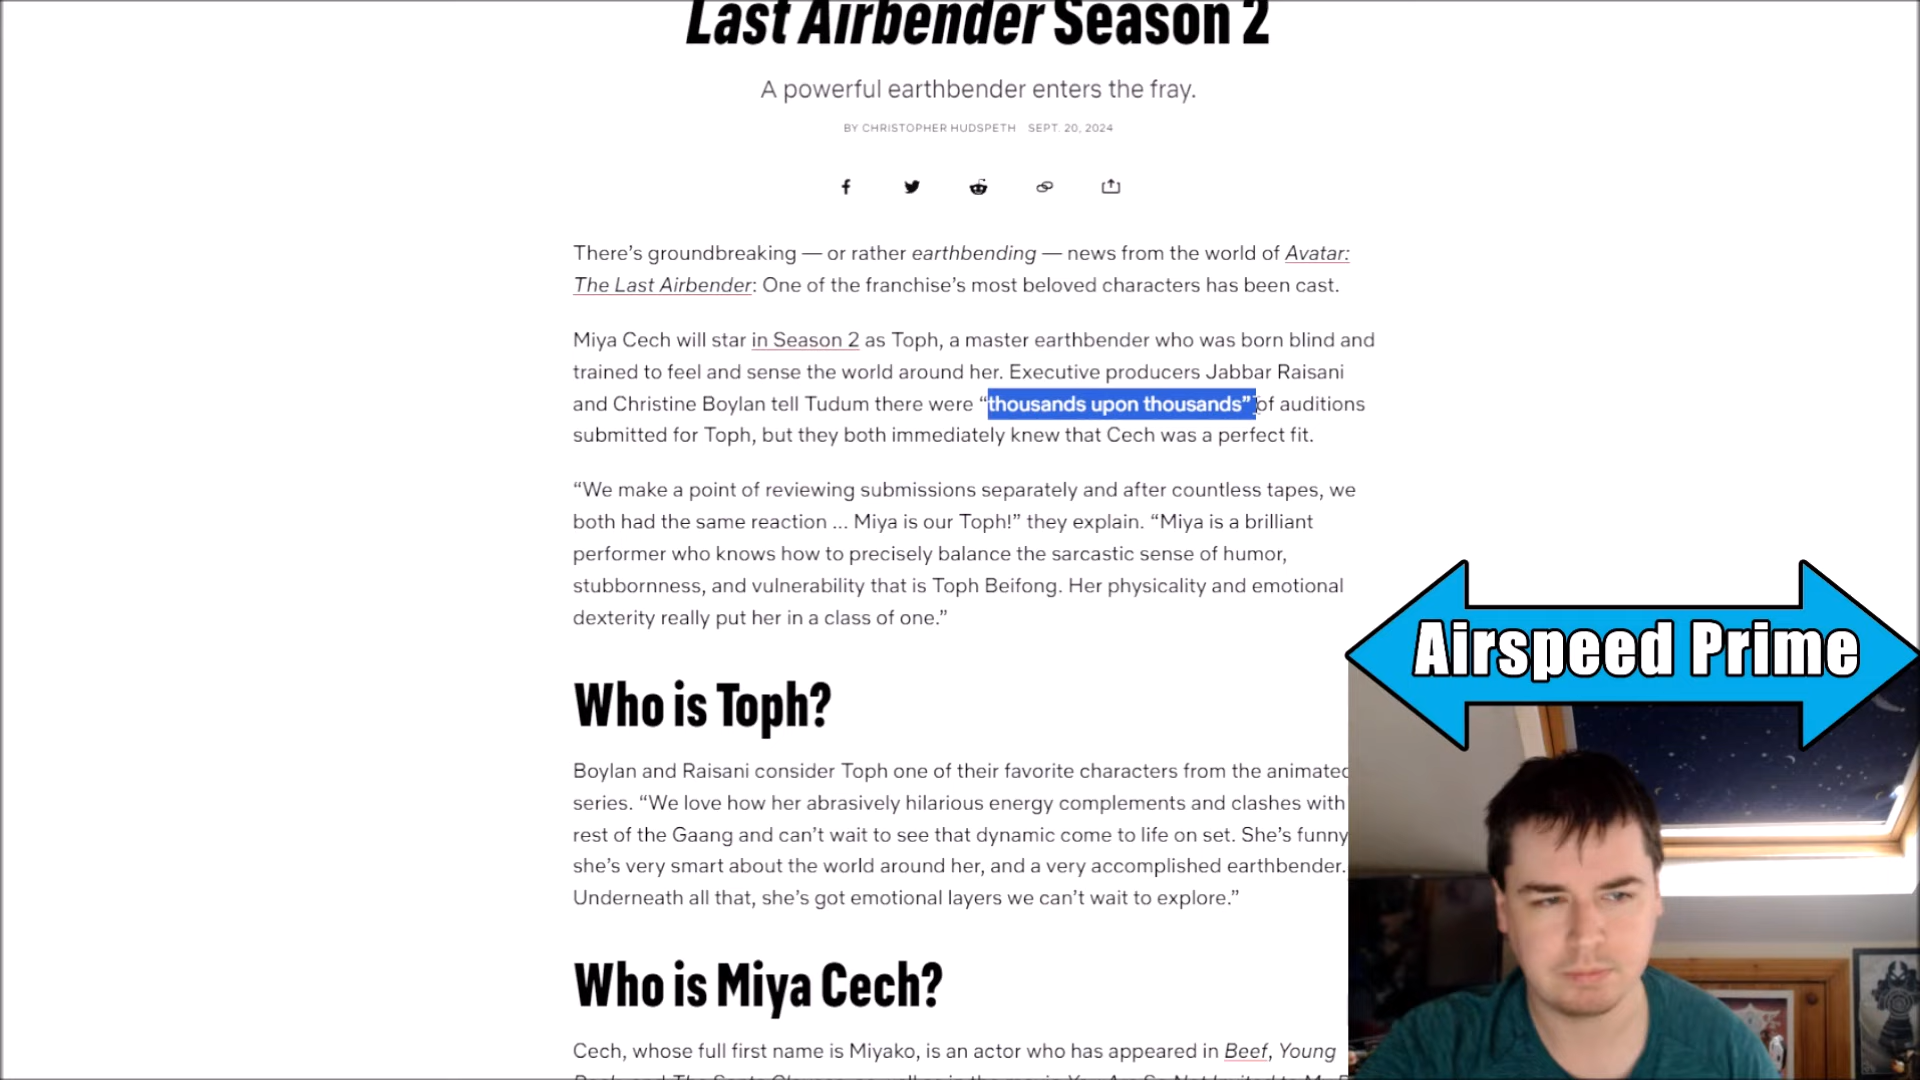 Last Airbender Season 2
A powerful earthbender enters the fray.
BY CHRISTOPHER HUDSPETH SEPT. 20, 2024
There’s groundbreaking — or rather earthbending — news from the world of Avatar:
The Last Airbender: One of the franchise’s most beloved characters has been cast.
Miya Cech will star in Season 2 as Toph, a master earthbender who was born blind and
trained to feel and sense the world around her. Executive producers Jabbar Raisani
and Christine Boylan tell Tudum there were “thousands upon thousands” of auditions
submitted for Toph, but they both immediately knew that Cech was a perfect fit.
“We make a point of reviewing submissions separately and after countless tapes, we
both had the same reaction … Miya is our Toph!” they explain. “Miya is a brilliant
performer who knows how to precisely balance the sarcastic sense of humor,
stubbornness, and vulnerability that is Toph Beifong. Her physicality and emotional
dexterity really put her in a class of one.”
Airspeed Prime
Who is Toph?
Boylan and Raisani consider Toph one of their favorite characters from the animated
series. “We love how her abrasively hilarious energy complements and clashes with
rest of the Gaang and can’t wait to see that dynamic come to life on set. She’s funny
she’s very smart about the world around her, and a very accomplished earthbender.
Underneath all that, she’s got emotional layers we can’t wait to explore.”
Who is Miya Cech?
Cech, whose full first name is Miyako, is an actor who has appeared in Beef, Young